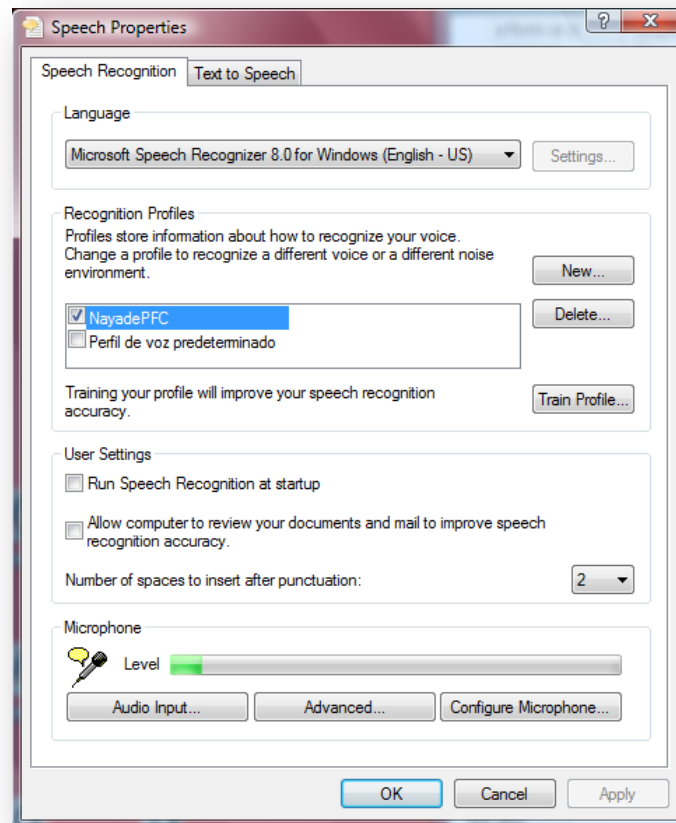 Speech Properties
?
X
Speech Recognition
Text to Speech
Language
Microsoft Speech Recognizer 8.0 for Windows (English - US)
Settings...
Recognition Profiles
Profiles store information about how to recognize your voice.
Change a profile to recognize a different voice or a different noise
environment.
New...
NayadePFC
Delete...
Perfil de voz predeterminado
Training your profile will improve your speech recognition
accuracy.
Train Profile...
User Settings
Run Speech Recognition at startup
Allow computer to review your documents and mail to improve speech
recognition accuracy.
Number of spaces to insert after punctuation:
2
Microphone
Level
Audio Input...
Advanced...
Configure Microphone...
OK
Cancel
Apply